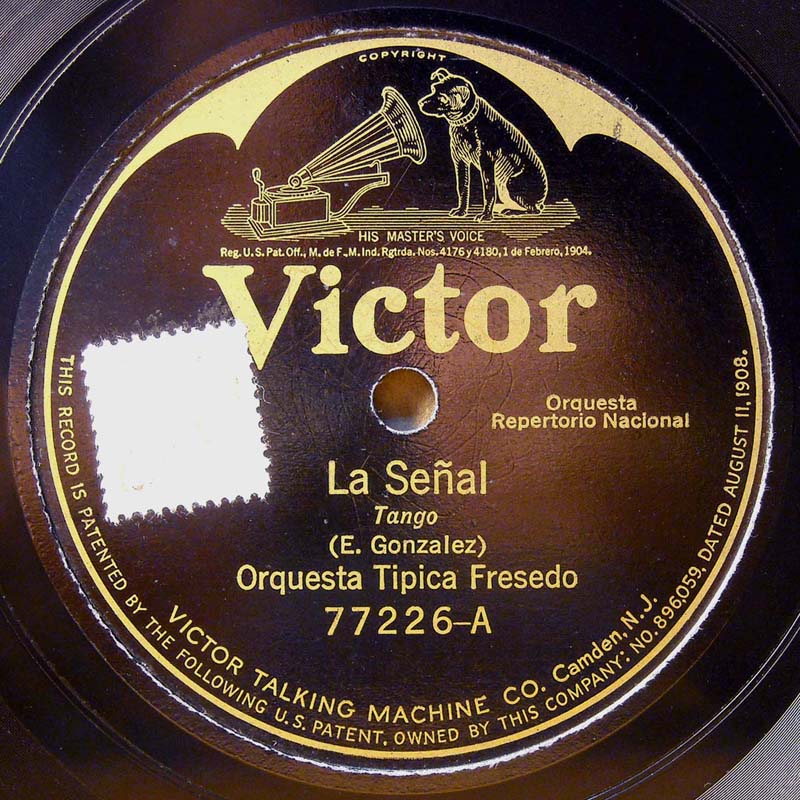 COPYRIGHT
HIS MASTER'S VOICE
Reg. U.S. Pat. Off., M. de F., M. Ind. Rgtrda. Nos. 4176 y 4180, 1 de Febrero, 1904.
Victor
Orquesta
Repertorio Nacional
La Señal
Tango
(E. Gonzalez)
Orquesta Tipica Fresedo
77226-A
VICTOR TALKING MACHINE CO. Camden, N.J.
THIS RECORD IS PATENTED BY THE FOLLOWING U.S. PATENT, OWNED BY THIS COMPANY: NO. 896,059, DATED AUGUST 11, 1908.